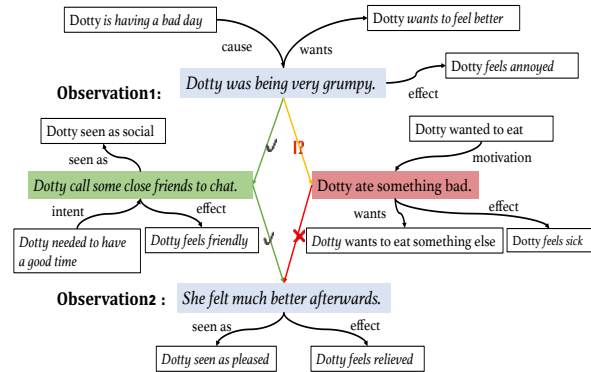 Dotty is having a bad day
Dotty wants to feel better
cause
wants
Dotty was being very grumpy.
Dotty feels annoyed
effect
Observation1:
Dotty seen as social
Dotty wanted to eat
!?
seen as
motivation
Dotty call some close friends to chat.
Dotty ate something bad.
intent
effect
wants
effect
Dotty needed to have
a good time
Dotty feels friendly
Dotty wants to eat something else
Dotty feels sick
Observation2 :
She felt much better afterwards.
seen as
effect
Dotty seen as pleased
Dotty feels relieved